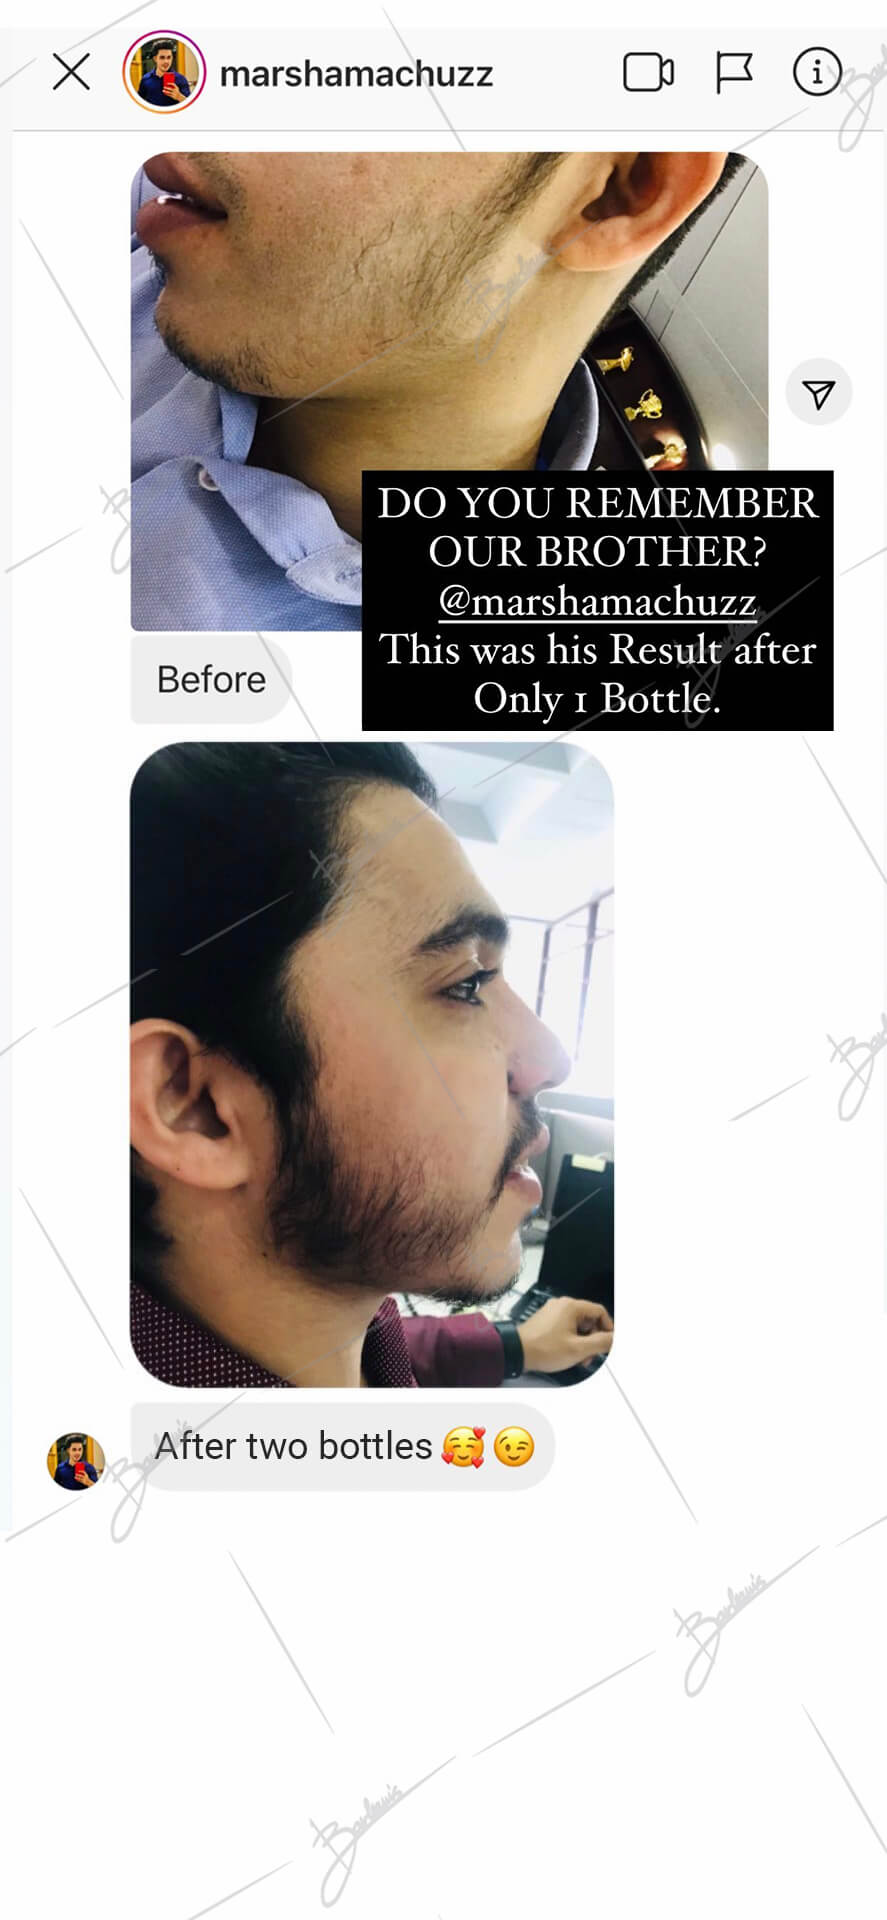 marshamachuzz
DO YOU REMEMBER
OUR BROTHER?
@marshamachuzz
This was his Result after
Only 1 Bottle.
Before
After two bottles 🥰😉